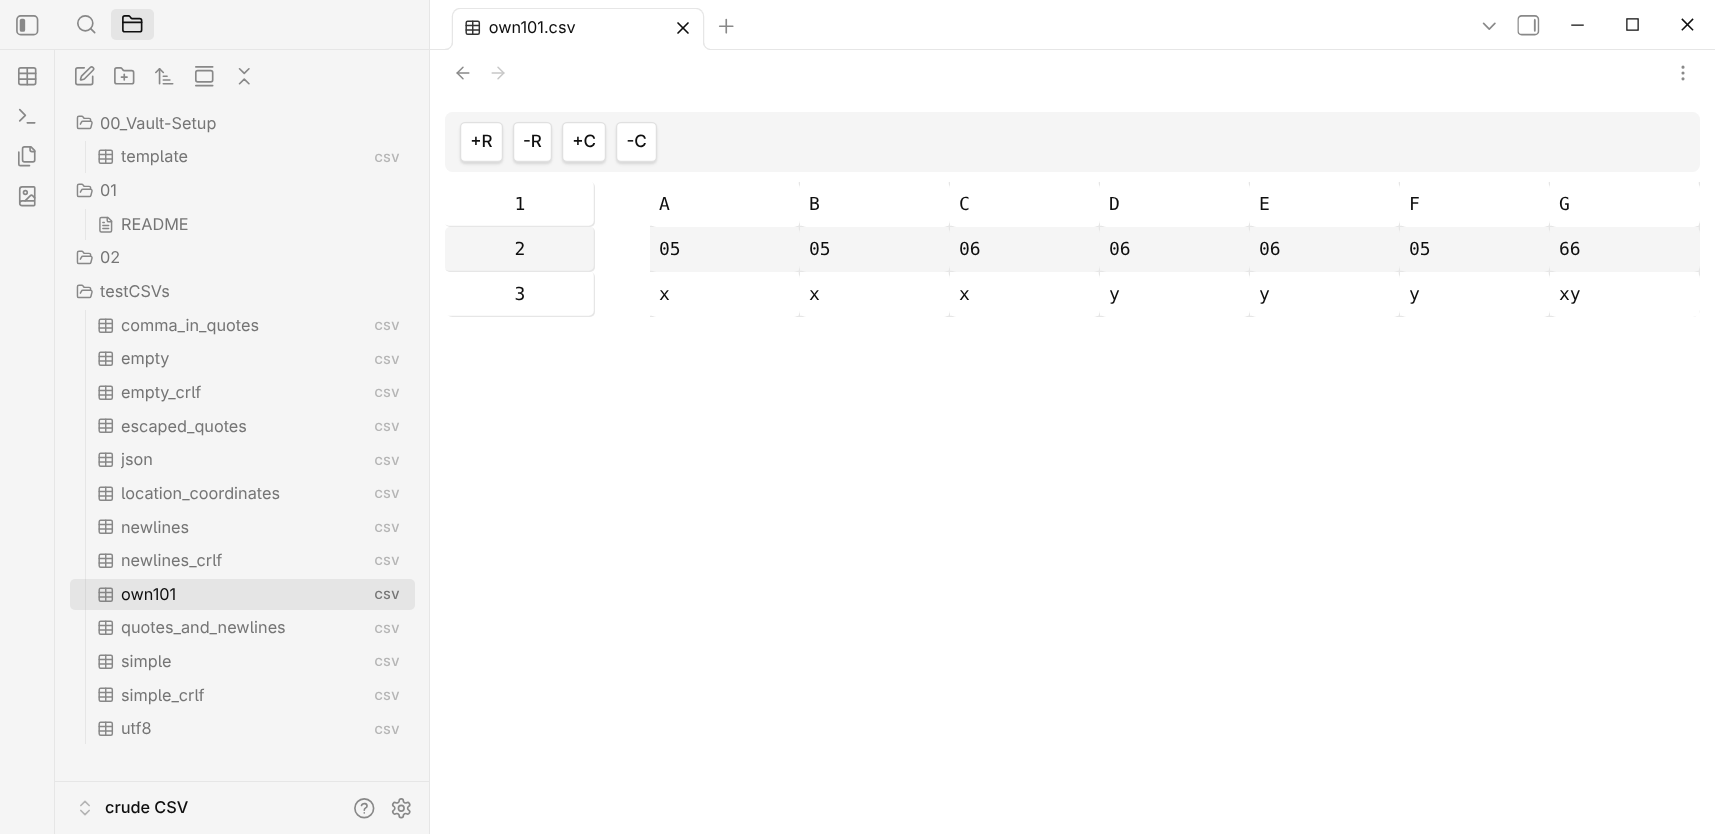 own101.csv
00_Vault-Setup
template CSV
01
README
02
testCSVs
comma_in_quotes CSV
empty CSV
empty_crlf CSV
escaped_quotes CSV
json CSV
location_coordinates CSV
newlines CSV
newlines_crlf CSV
own101 CSV
quotes_and_newlines CSV
simple CSV
simple_crlf CSV
utf8 CSV
crude CSV
+R -R +C -C
1 A B C D E F G
2 05 05 06 06 06 05 66
3 x x x y y y xy